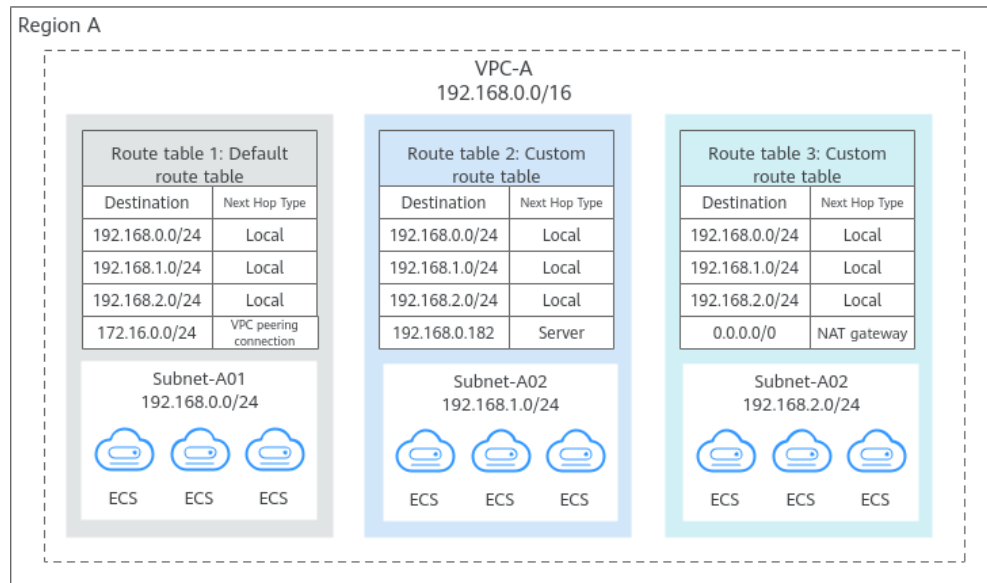 Region A
VPC-A
192.168.0.0/16
Route table 1: Default
route table
Destination Next Hop Type
192.168.0.0/24 Local
192.168.1.0/24 Local
192.168.2.0/24 Local
172.16.0.0/24 VPC peering
connection
Subnet-A01
192.168.0.0/24
ECS ECS ECS
Route table 2: Custom
route table
Destination Next Hop Type
192.168.0.0/24 Local
192.168.1.0/24 Local
192.168.2.0/24 Local
192.168.0.182 Server
Subnet-A02
192.168.1.0/24
ECS ECS ECS
Route table 3: Custom
route table
Destination Next Hop Type
192.168.0.0/24 Local
192.168.1.0/24 Local
192.168.2.0/24 Local
0.0.0.0/0 NAT gateway
Subnet-A02
192.168.2.0/24
ECS ECS ECS